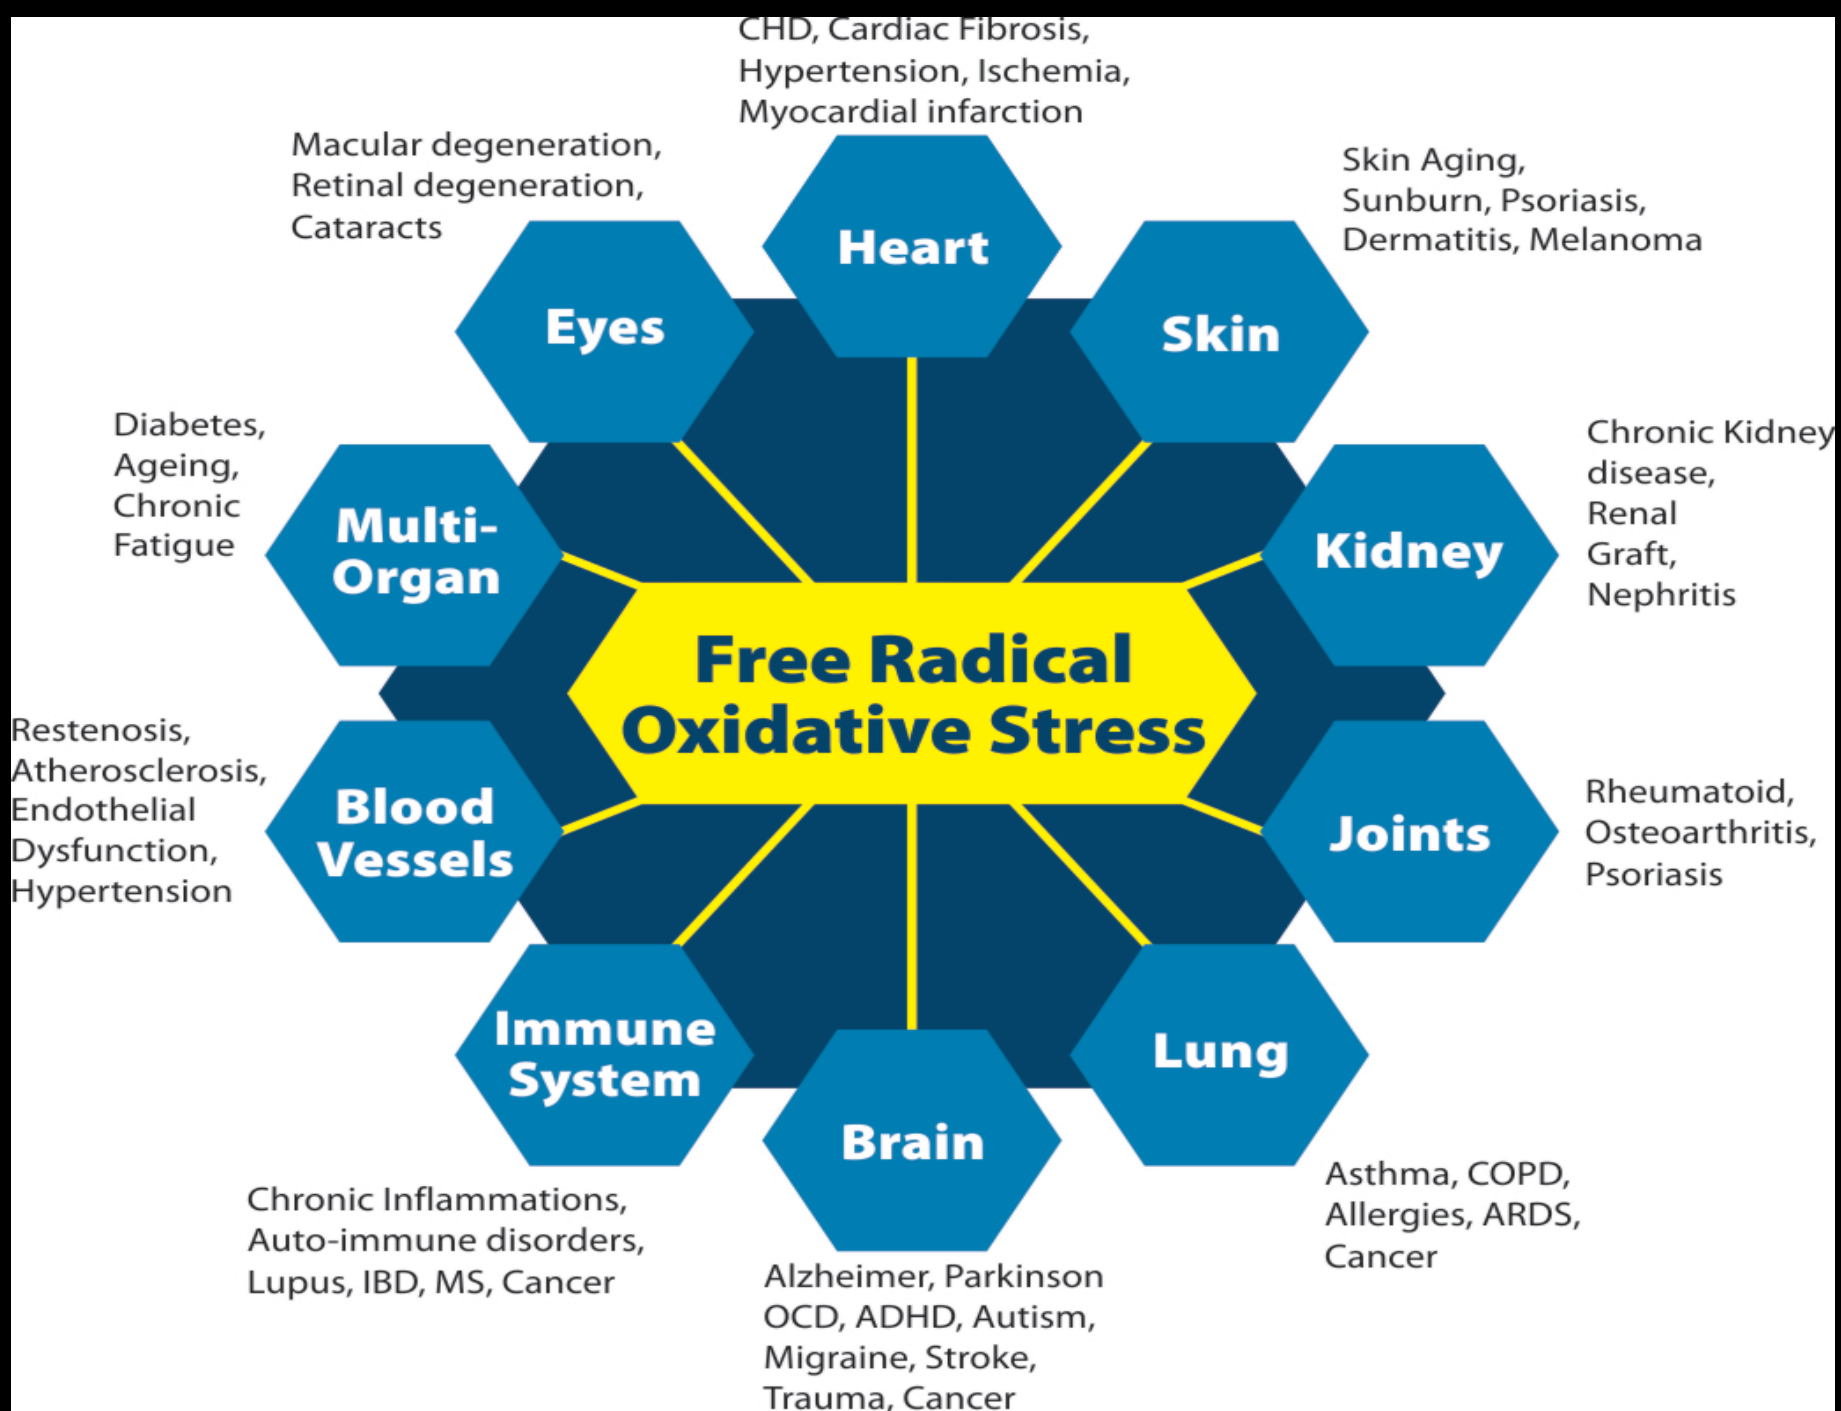 CHD, Cardiac Fibrosis,
Hypertension, Ischemia,
Myocardial infarction
Heart
Skin Aging,
Sunburn, Psoriasis,
Dermatitis, Melanoma
Skin
Chronic Kidney
disease,
Renal
Graft,
Nephritis
Kidney
Rheumatoid,
Osteoarthritis,
Psoriasis
Joints
Asthma, COPD,
Allergies, ARDS,
Cancer
Lung
Brain
Alzheimer, Parkinson
OCD, ADHD, Autism,
Migraine, Stroke,
Trauma, Cancer
Immune
System
Chronic Inflammations,
Auto-immune disorders,
Lupus, IBD, MS, Cancer
Blood
Vessels
Restenosis,
Atherosclerosis,
Endothelial
Dysfunction,
Hypertension
Multi-
Organ
Diabetes,
Ageing,
Chronic
Fatigue
Eyes
Macular degeneration,
Retinal degeneration,
Cataracts
Free Radical
Oxidative Stress